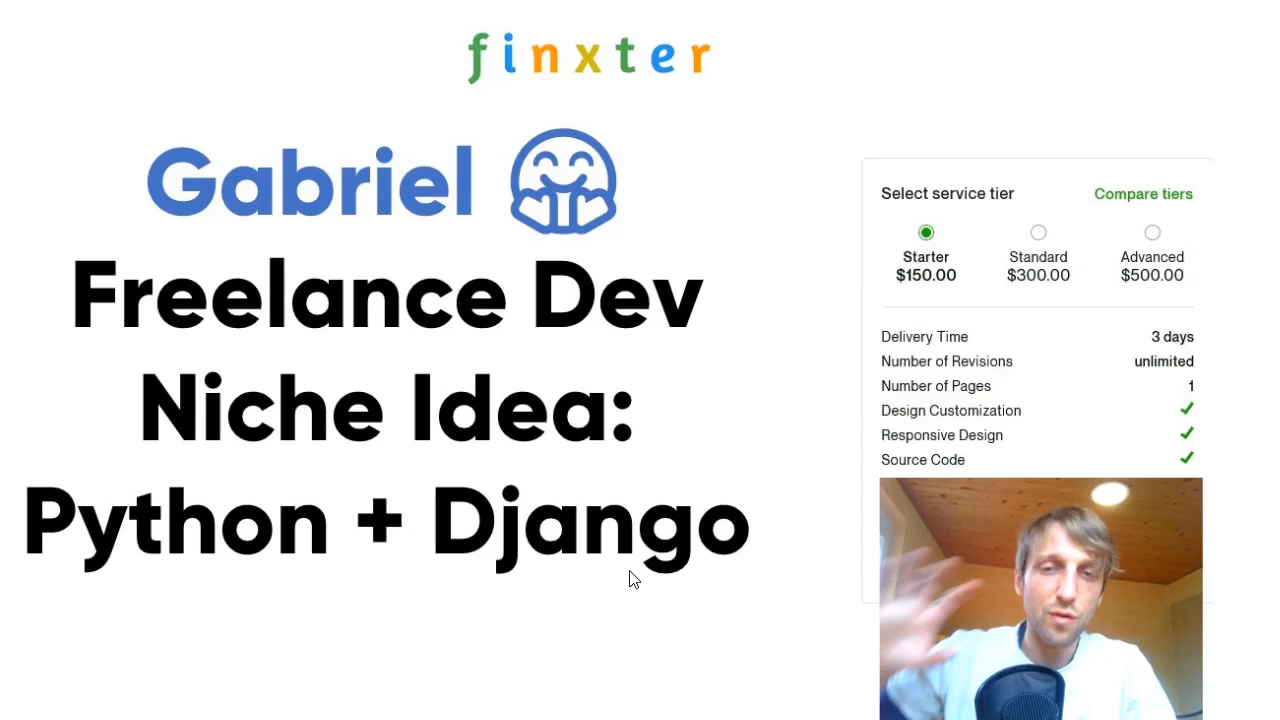 finxter
Gabriel
Freelance Dev
Niche Idea:
Python + Django
Select service tier
Compare tiers
Starter
$150.00
Standard
$300.00
Advanced
$500.00
Delivery Time
3 days
Number of Revisions
unlimited
Number of Pages
1
Design Customization
Responsive Design
Source Code